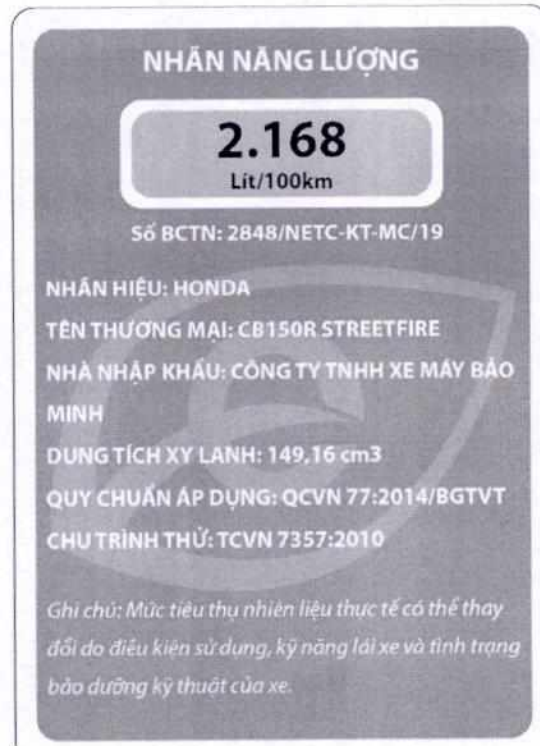 NHÃN NĂNG LƯỢNG
2.168
Lít/100km
Số BCTN: 2848/NETC-KT-MC/19
NHÃN HIỆU: HONDA
TÊN THƯƠNG MẠI: CB150R STREETFIRE
NHÀ NHẬP KHẨU: CÔNG TY TNHH XE MÁY BẢO
MINH
DUNG TÍCH XY LANH: 149,16 cm3
QUY CHUẨN ÁP DỤNG: QCVN 77:2014/BGTVT
CHU TRÌNH THỬ: TCVN 7357:2010
Ghi chú: Mức tiêu thụ nhiên liệu thực tế có thể thay
đổi do điều kiện sử dụng, kỹ năng lái xe và tình trạng
bảo dưỡng kỹ thuật của xe.